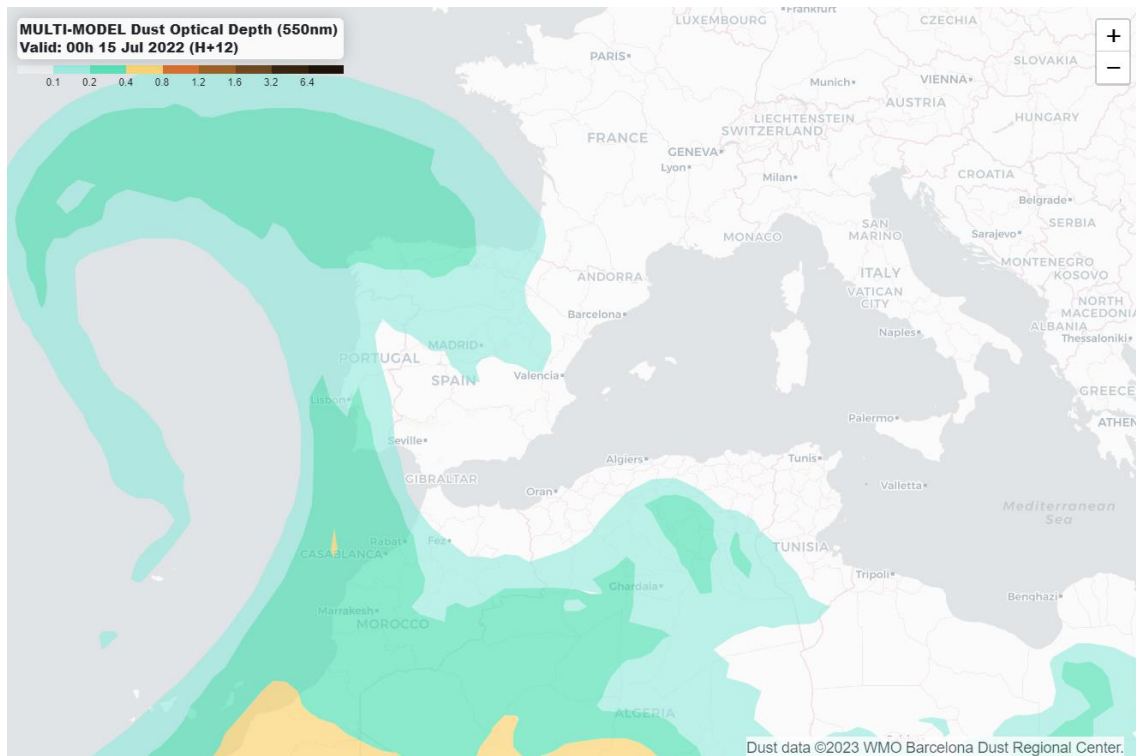 MULTI-MODEL Dust Optical Depth (550nm)
Valid: 00h 15 Jul 2022 (H+12)
0.1 0.2 0.4 0.8 1.2 1.6 3.2 6.4
+
−
Frankfurt
LUXEMBOURG
CZECHIA
PARIS
SLOVAKIA
Munich
VIENNA
AUSTRIA
LIECHTENSTEIN
HUNGARY
SWITZERLAND
FRANCE
GENEVA
Lyon
Milan
CROATIA
Belgrade
SAN
MARINO
SERBIA
Sarajevo
MONACO
MONTENEGRO
ANDORRA
ITALY
KOSOVO
VATICAN
CITY
NORTH
MACEDONIA
Barcelona
ALBANIA
Naples
Thessaloniki
MADRID
PORTUGAL
Valencia
SPAIN
GREECE
Lisbon
Palermo
ATHEN
Seville
Algiers
Tunis
GIBRALTAR
Valletta
Oran
Mediterranean
Sea
Rabat
Fez
CASABLANCA
TUNISIA
Tripoli
Ghardaia
Benghazi
Marrakesh
MOROCCO
ALGERIA
Dust data ©2023 WMO Barcelona Dust Regional Center.